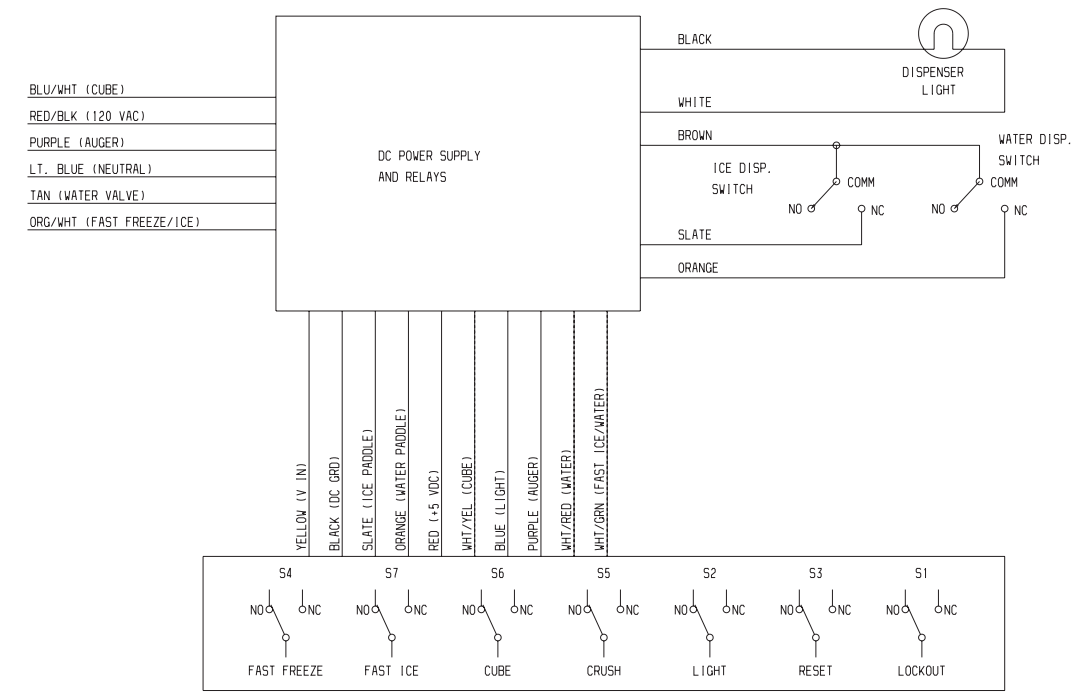 BLU/WHT (CUBE)
RED/BLK (120 VAC)
PURPLE (AUGER)
LT. BLUE (NEUTRAL)
TAN (WATER VALVE)
ORG/WHT (FAST FREEZE/ICE)
DC POWER SUPPLY
AND RELAYS
BLACK
DISPENSER
LIGHT
WHITE
BROWN
WATER DISP.
SWITCH
ICE DISP.
SWITCH
COMM
COMM
NO
NC
NO
NC
SLATE
ORANGE
YELLOW (V IN)
BLACK (DC GRD)
SLATE (ICE PADDLE)
ORANGE (WATER PADDLE)
RED (+5 VDC)
WHT/YEL (CUBE)
BLUE (LIGHT)
PURPLE (AUGER)
WHT/RED (WATER)
WHT/GRN (FAST ICE/WATER)
S4 S7 S6 S5 S2 S3 S1
NO NC NO NC NO NC NO NC NO NC NO NC NO NC
FAST FREEZE FAST ICE CUBE CRUSH LIGHT RESET LOCKOUT